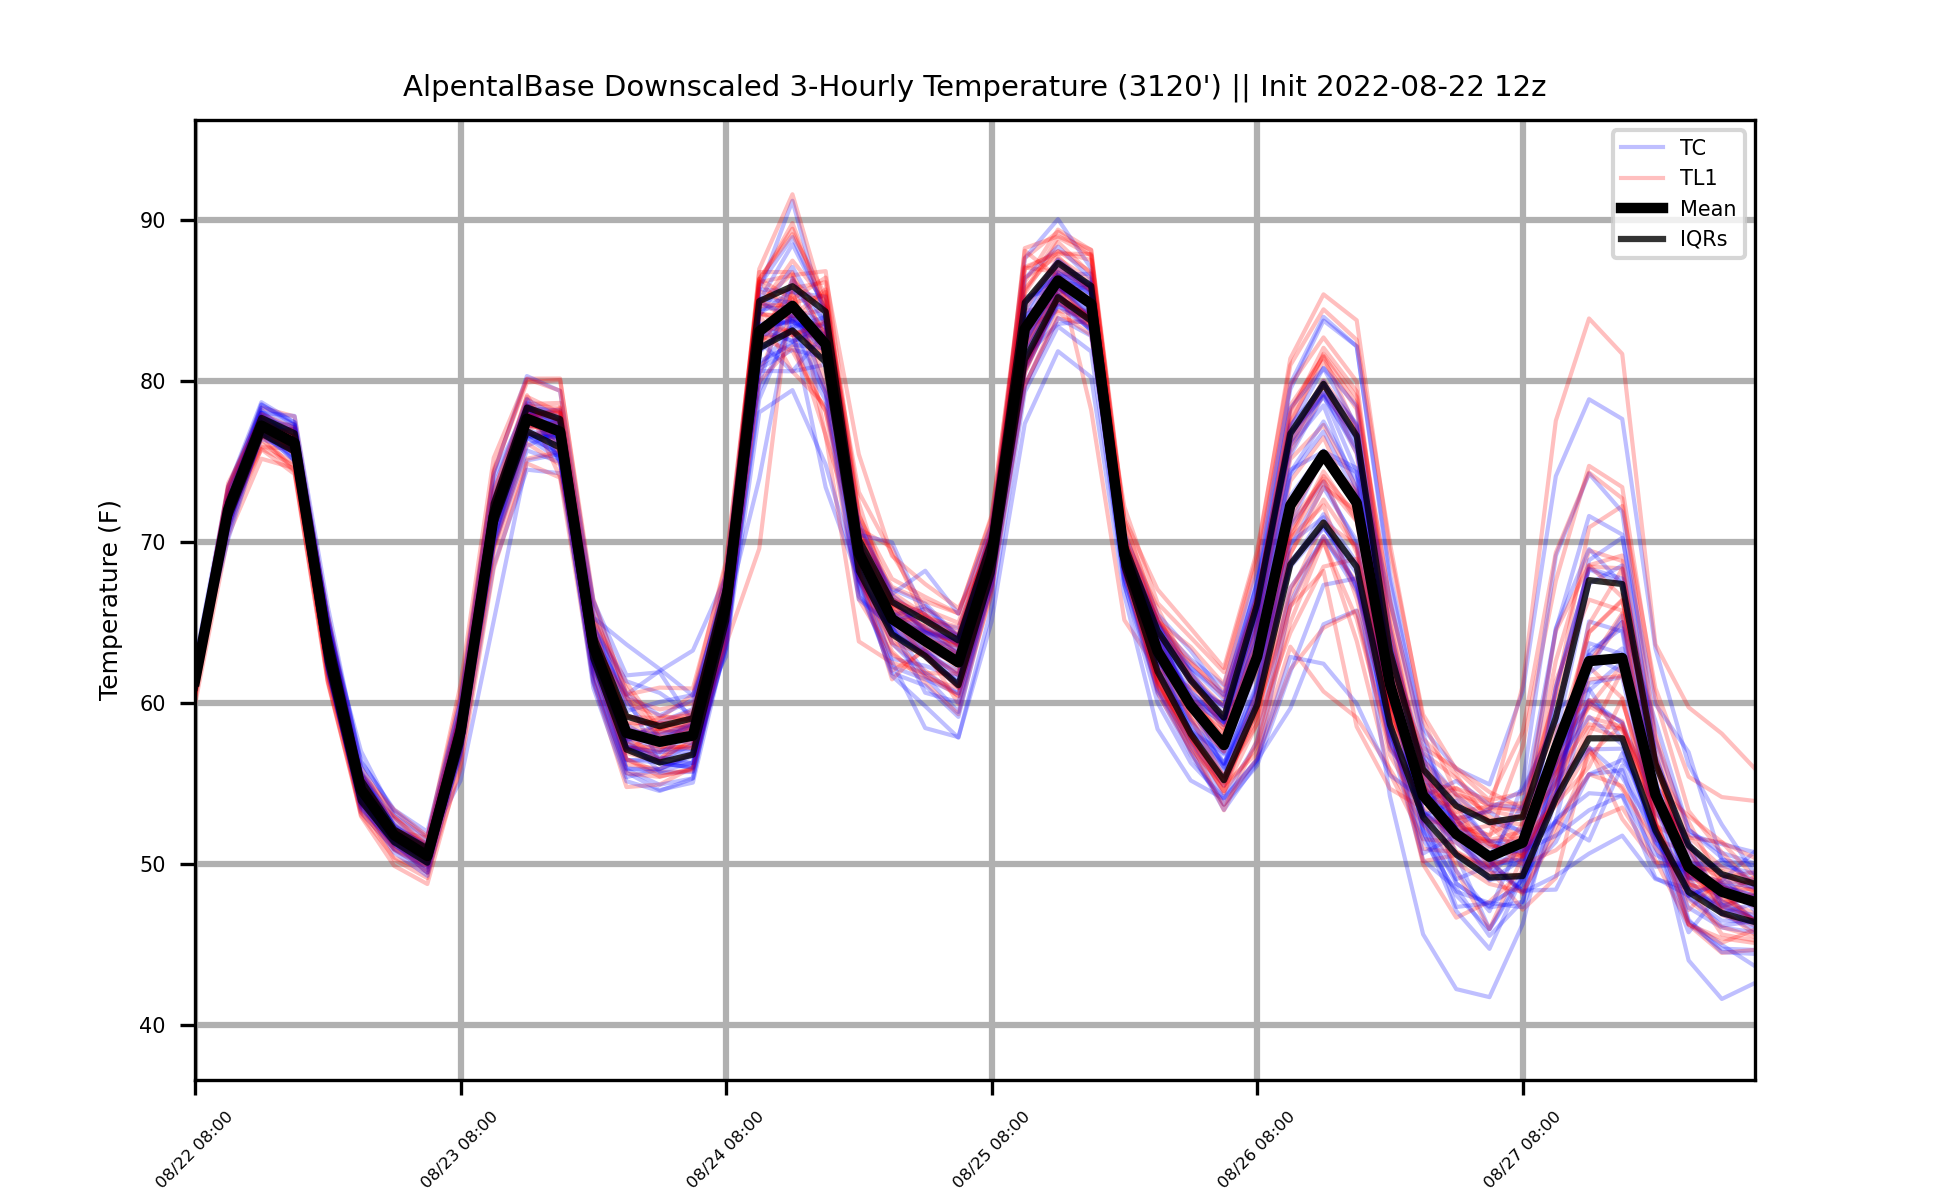 AlpentalBase Downscaled 3-Hourly Temperature (3120') || Init 2022-08-22 12z
TC
TL1
Mean
IQRs
Temperature (F)
90
80
70
60
50
40
08/22 08:00
08/23 08:00
08/24 08:00
08/25 08:00
08/26 08:00
08/27 08:00